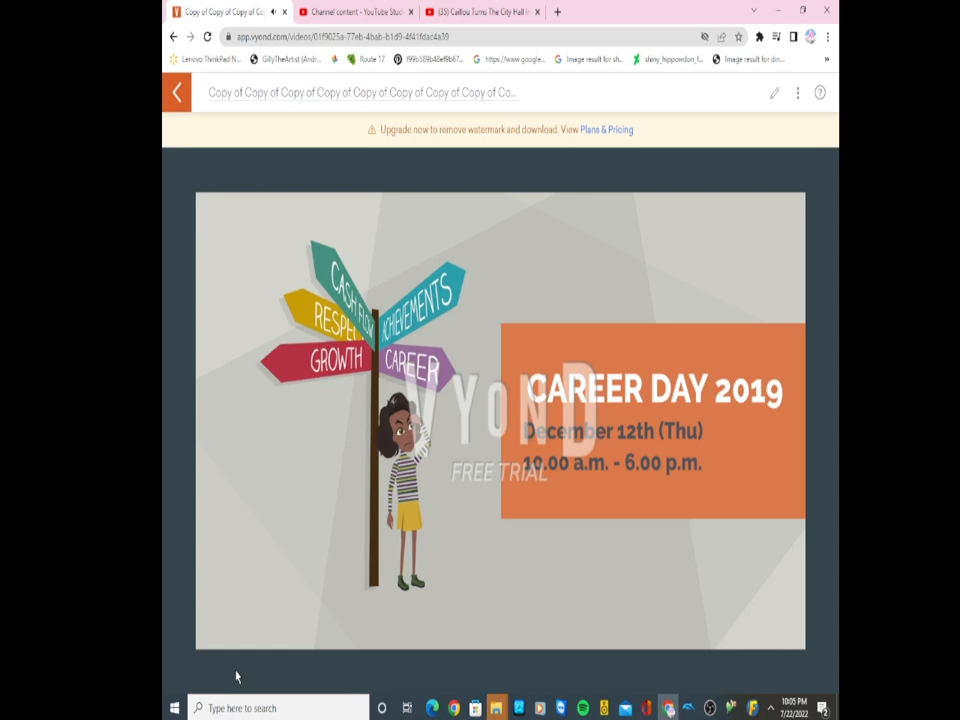 Copy of Copy of Copy of Co
Channel content - YouTube Stud
(35) Caillou Turns The City Hall I
app.vyond.com/videos/01f9025a-77eb-4bab-b1d9-4f41fdac4a39
Lenovo ThinkPad N...
GillyTheArtist (Andr...
Route 17
https://www.google...
Image result for sh...
shiny_hippowdon_f...
Image result for din...
»
Copy of Copy of Copy of Copy of Copy of Copy of Copy of Co...
Upgrade now to remove watermark and download. View Plans & Pricing
CASH FLOW
ACHIEVEMENTS
RESPE
GROWTH
CAREER
VYOND
FREE TRIAL
CAREER DAY 2019
December 12th (Thu)
10.00 a.m. - 6.00 p.m.
Type here to search
10:05 PM
7/22/2022
2